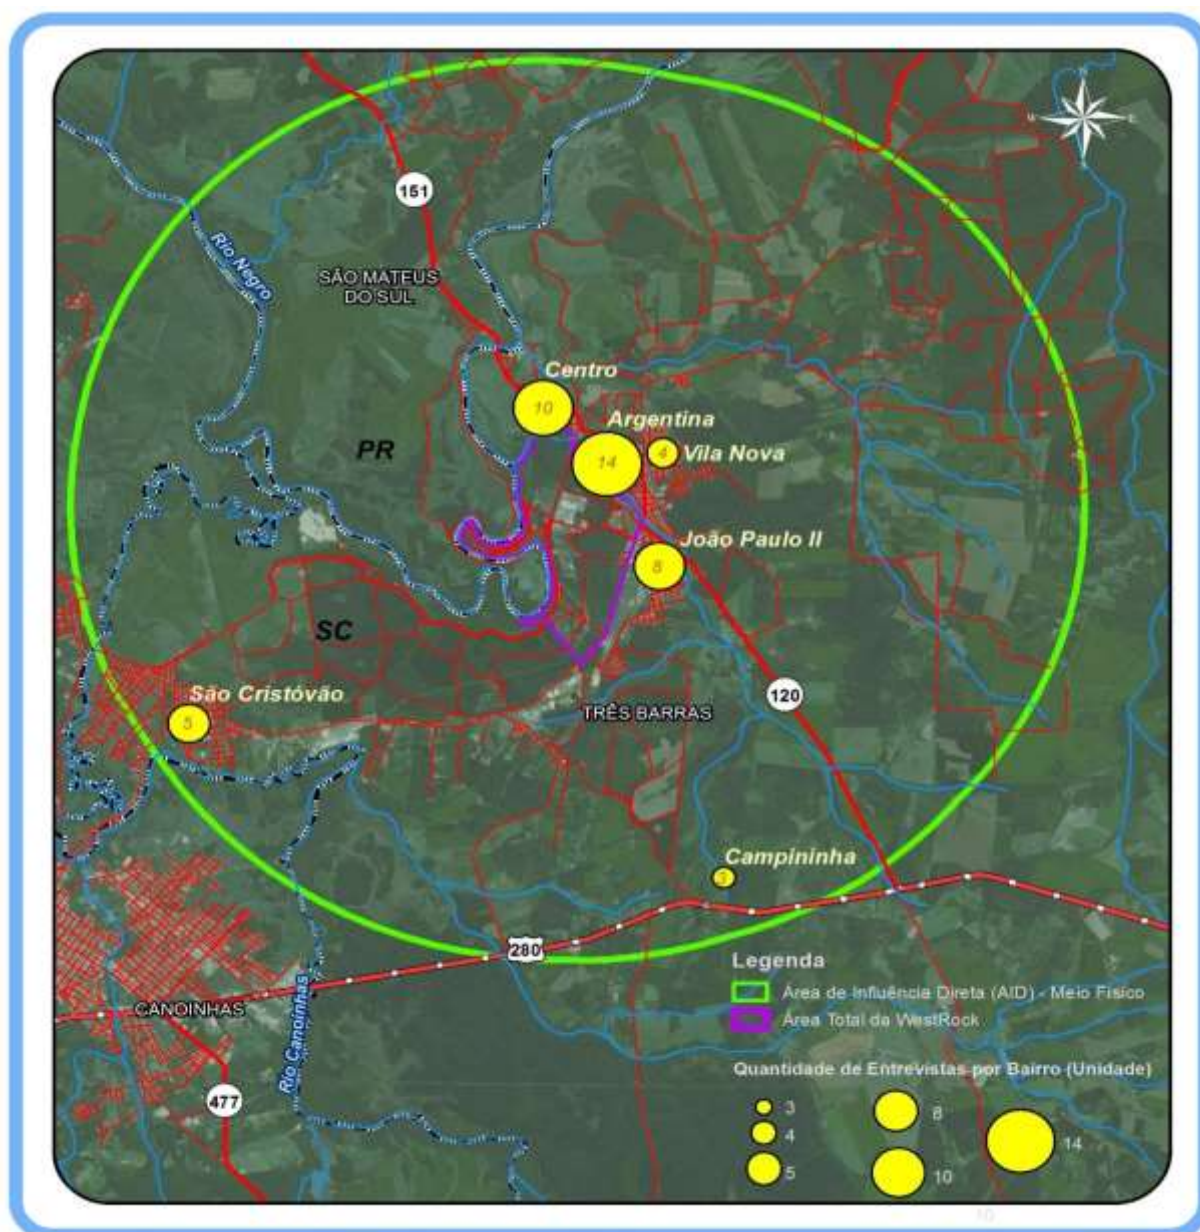 151
Rio Negro
SÃO MATEUS
DO SUL
Centro
10
Argentina
14
4
Vila Nova
PR
João Paulo II
8
SC
São Cristóvão
5
120
TRÊS BARRAS
Campininha
3
280
CANOINHAS
Rio Canoinhas
477
Legenda
Área de Influência Direta (AID) - Meio Físico
Área Total da WestRock
Quantidade de Entrevistas por Bairro (Unidade)
3
4
5
8
10
14